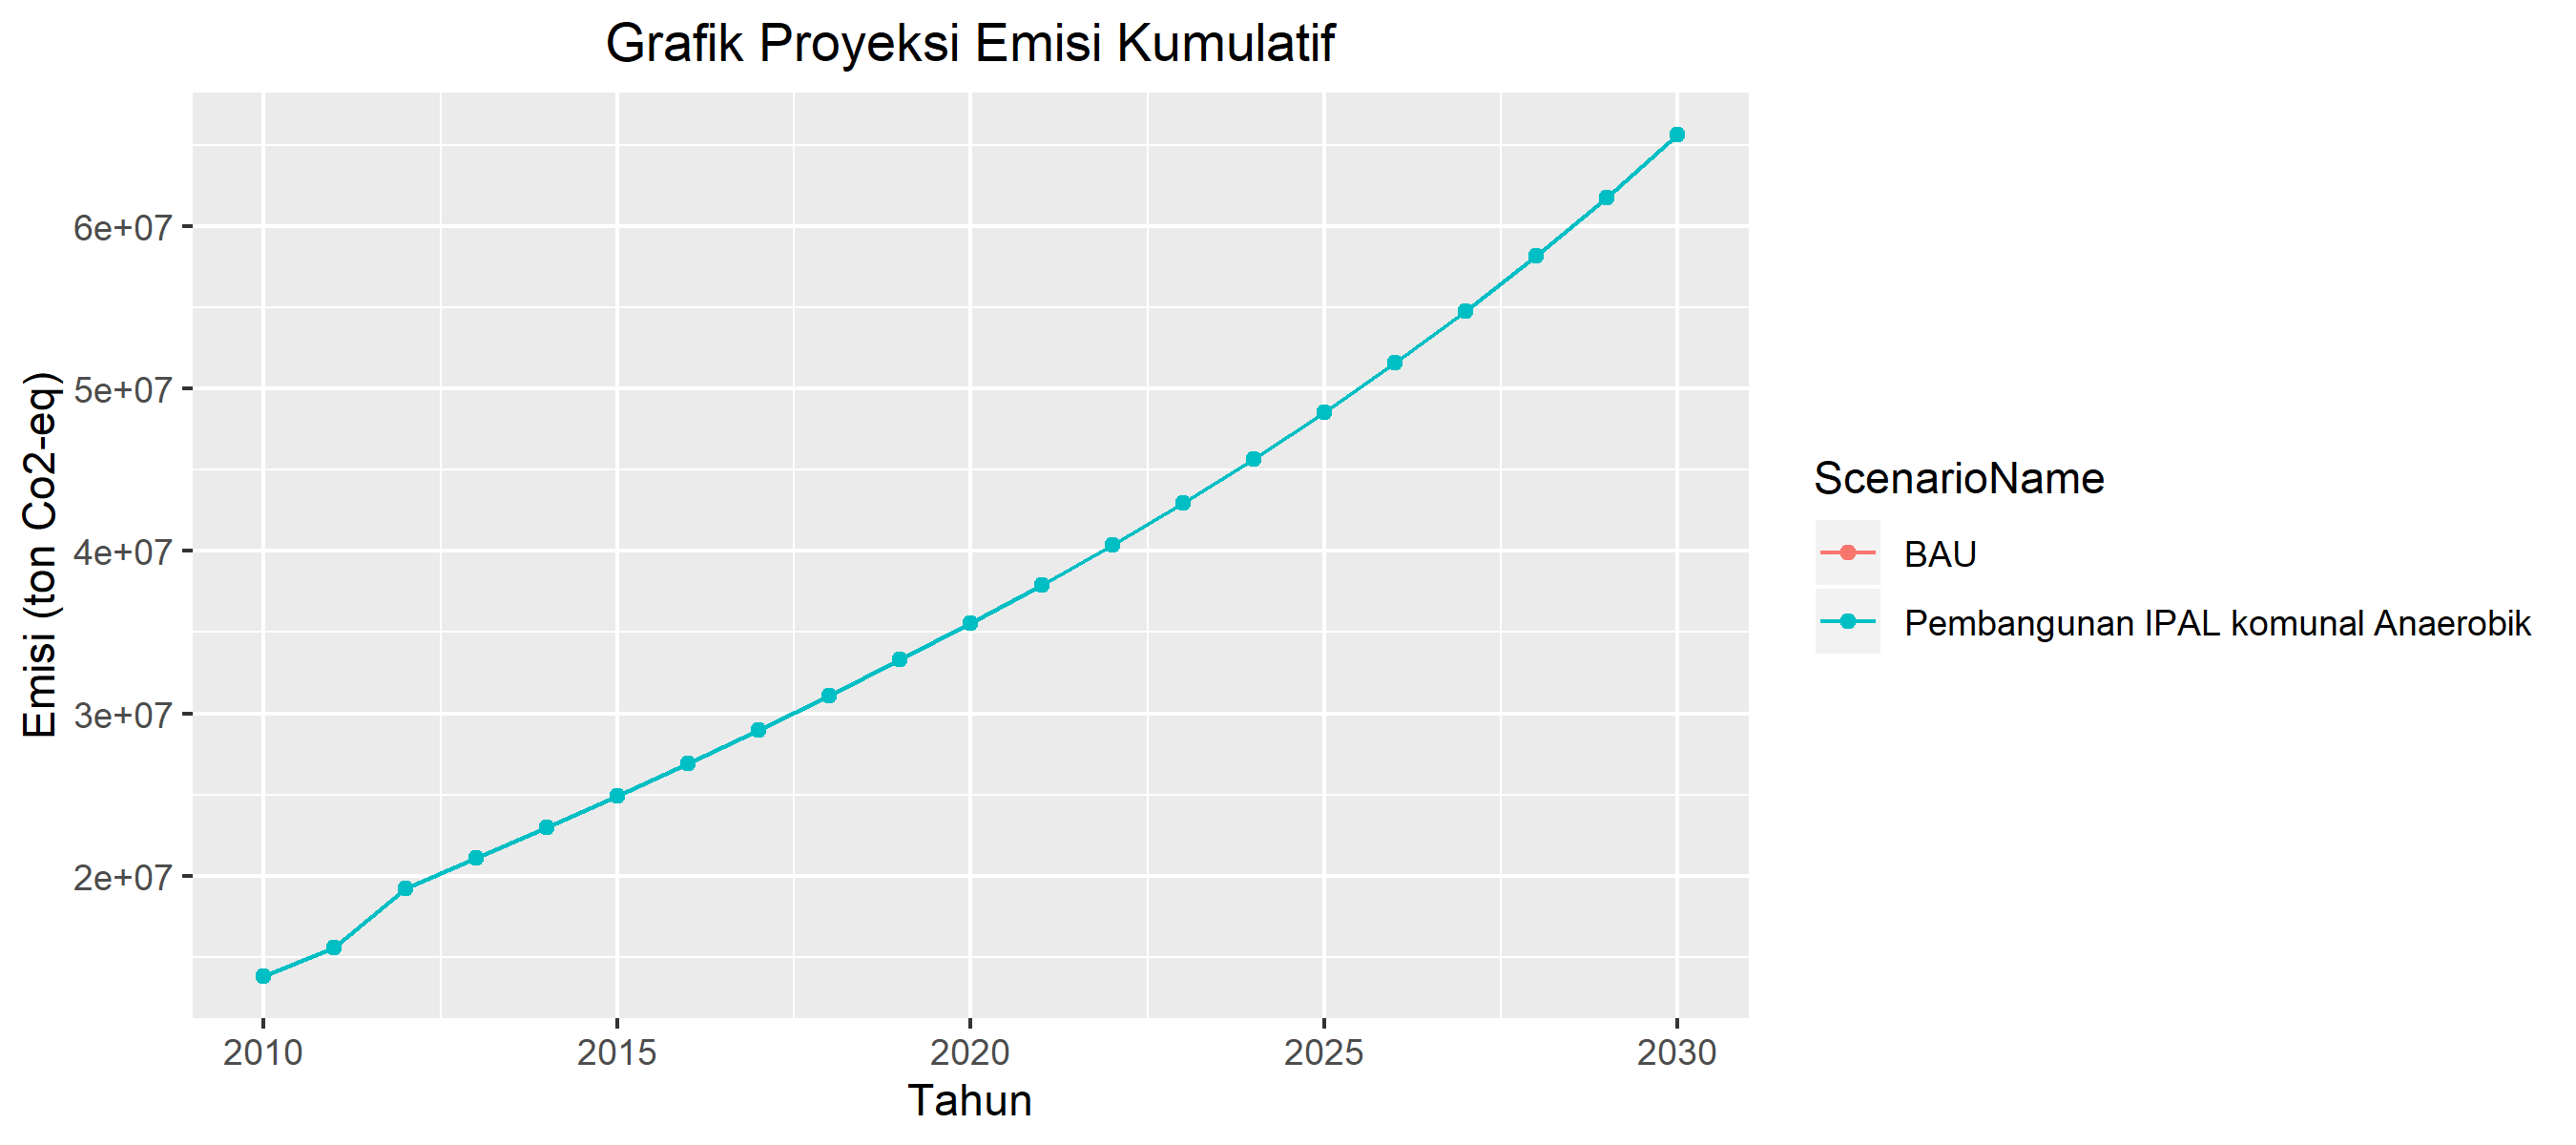 Grafik Proyeksi Emisi Kumulatif
Emisi (ton Co2-eq)
6e+07
5e+07
4e+07
3e+07
2e+07
2010
2015
2020
2025
2030
Tahun
ScenarioName
BAU
Pembangunan IPAL komunal Anaerobik